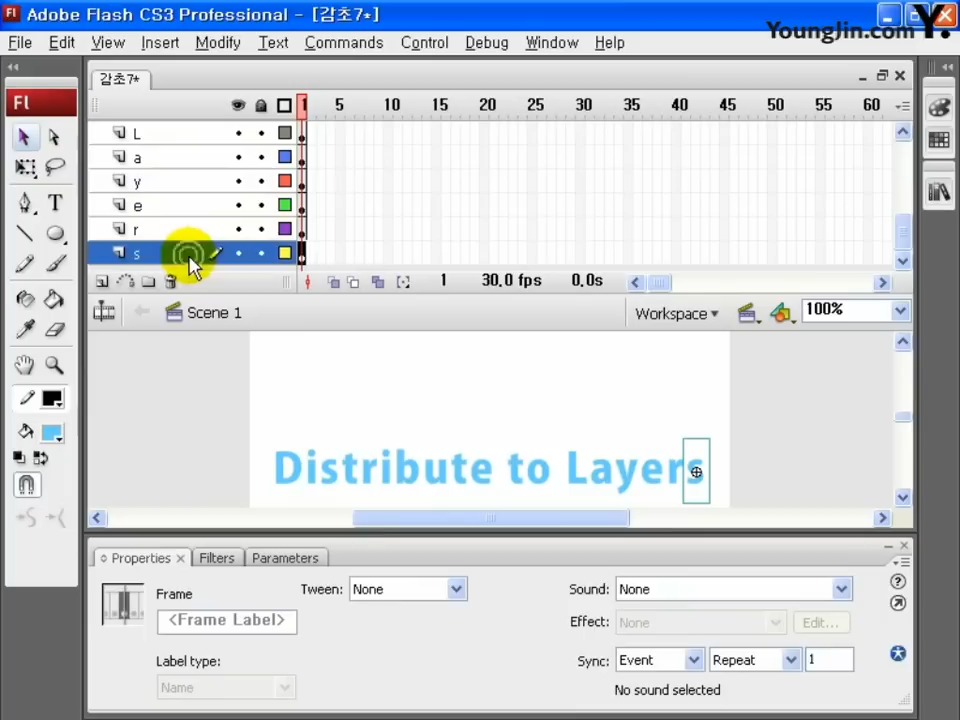 Adobe Flash CS3 Professional - [감초7*]
YoungJin.com Y.
File Edit View Insert Modify Text Commands Control Debug Window Help
감초7*
Fl
1 5 10 15 20 25 30 35 40 45 50 55 60
L
a
y
e
r
s
1 30.0 fps 0.0s
Scene 1 Workspace 100%
Distribute to Layers
Properties Filters Parameters
Frame Tween: None Sound: None
<Frame Label> Effect: None Edit...
Label type: Sync: Event Repeat 1
Name No sound selected